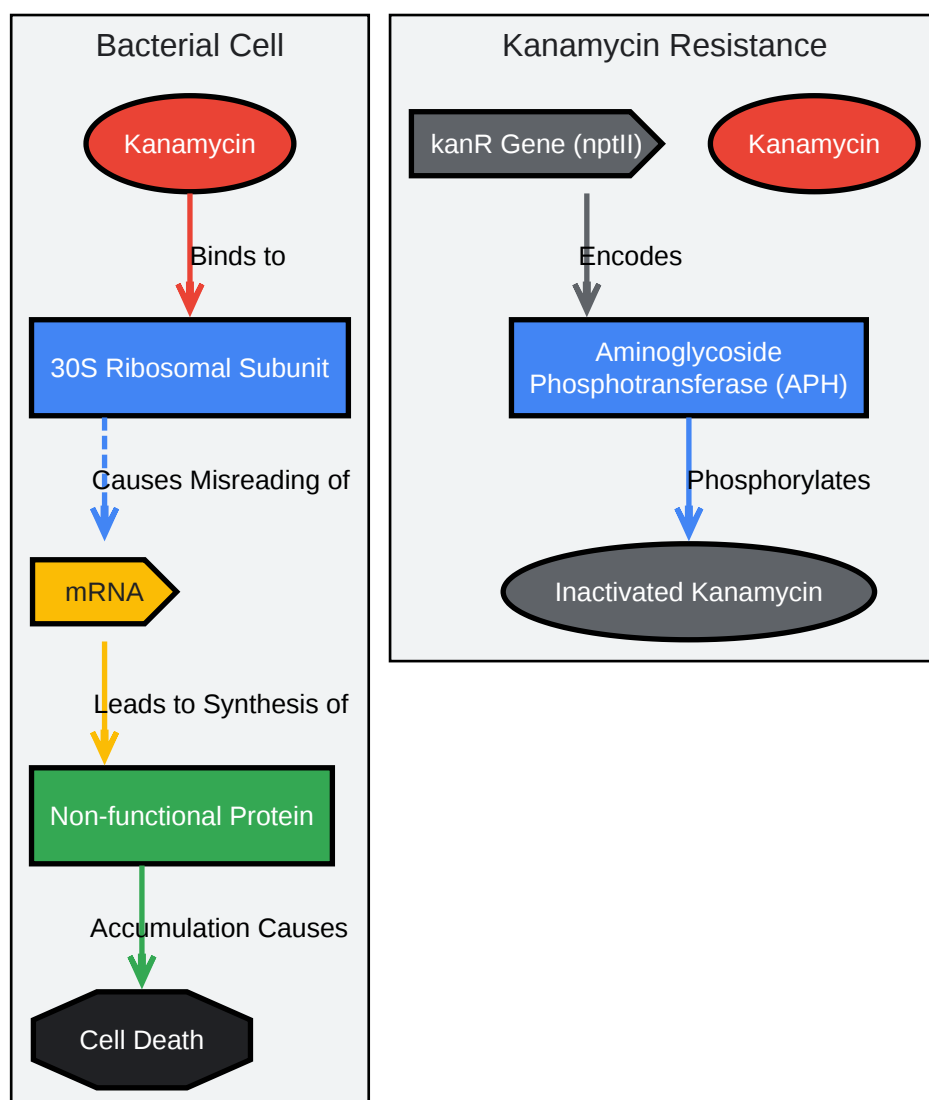 Bacterial Cell
Kanamycin
Binds to
30S Ribosomal Subunit
Causes Misreading of
mRNA
Leads to Synthesis of
Non-functional Protein
Accumulation Causes
Cell Death
Kanamycin Resistance
kanR Gene (nptII)
Kanamycin
Encodes
Aminoglycoside
Phosphotransferase (APH)
Phosphorylates
Inactivated Kanamycin